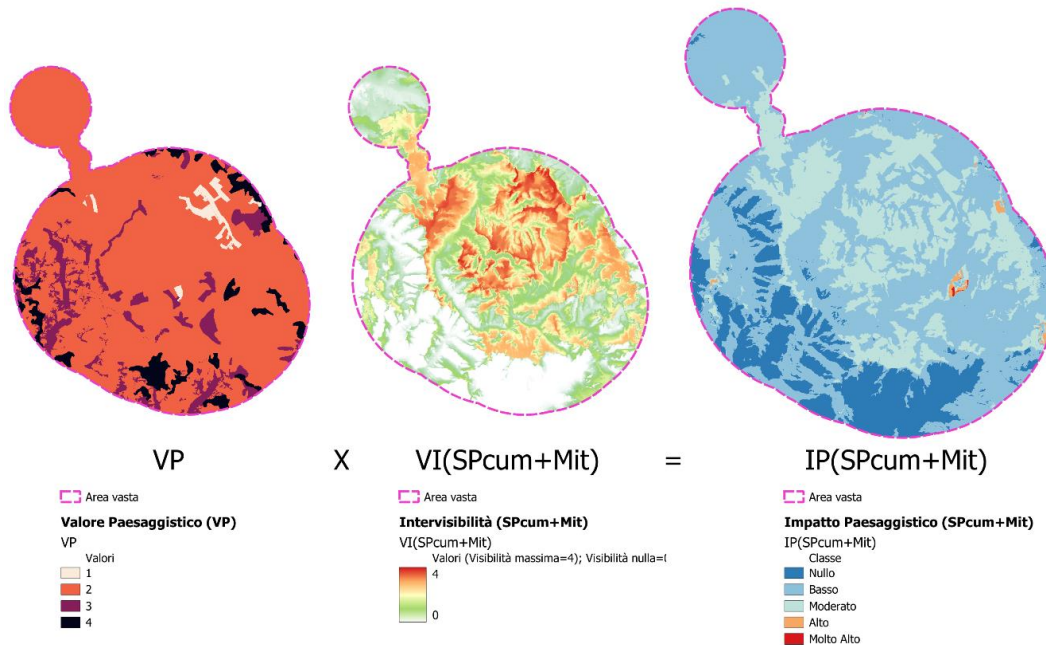 VP X VI(SPcum+Mit) = IP(SPcum+Mit)
Area vasta
Valore Paesaggistico (VP)
VP
Valori
1
2
3
4
Area vasta
Intervisibilità (SPcum+Mit)
VI(SPcum+Mit)
Valori (Visibilità massima=4); Visibilità nulla=(
4
0
Area vasta
Impatto Paesaggistico (SPcum+Mit)
IP(SPcum+Mit)
Classe
Nullo
Basso
Moderato
Alto
Molto Alto